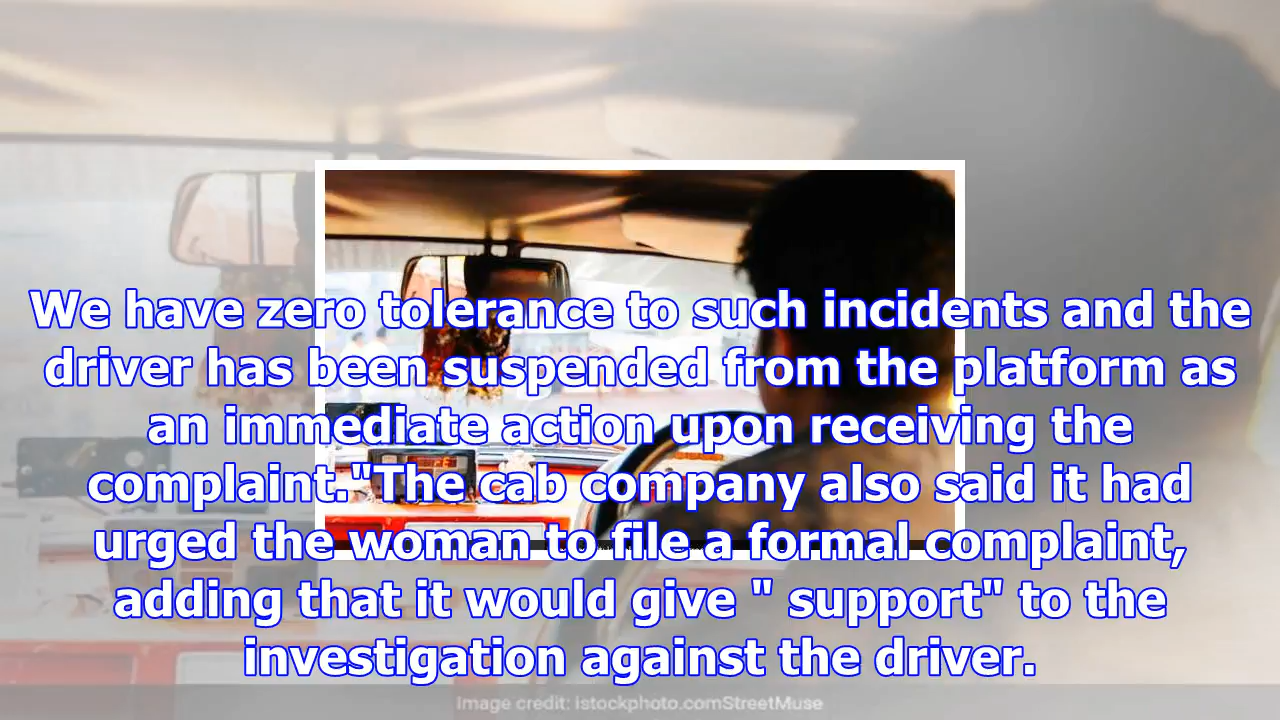 We have zero tolerance to such incidents and the
driver has been suspended from the platform as
an immediate action upon receiving the
complaint."The cab company also said it had
urged the woman to file a formal complaint,
adding that it would give " support" to the
investigation against the driver.
Image credit: istockphoto.comStreetMuse